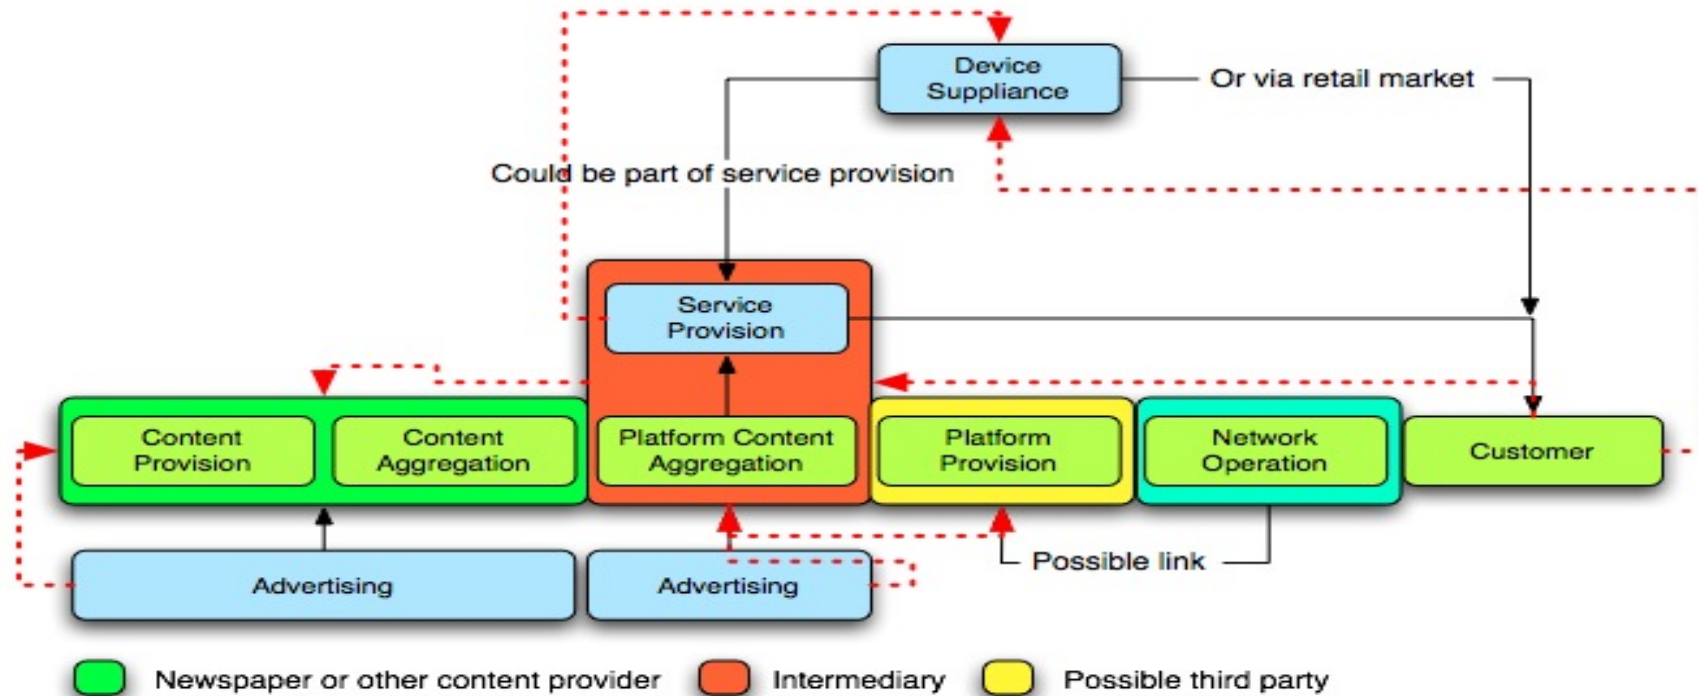 Device
Suppliance
Or via retail market
Could be part of service provision
Service
Provision
Content
Provision
Content
Aggregation
Platform Content
Aggregation
Platform
Provision
Network
Operation
Customer
Advertising
Advertising
Possible link
Newspaper or other content provider
Intermediary
Possible third party